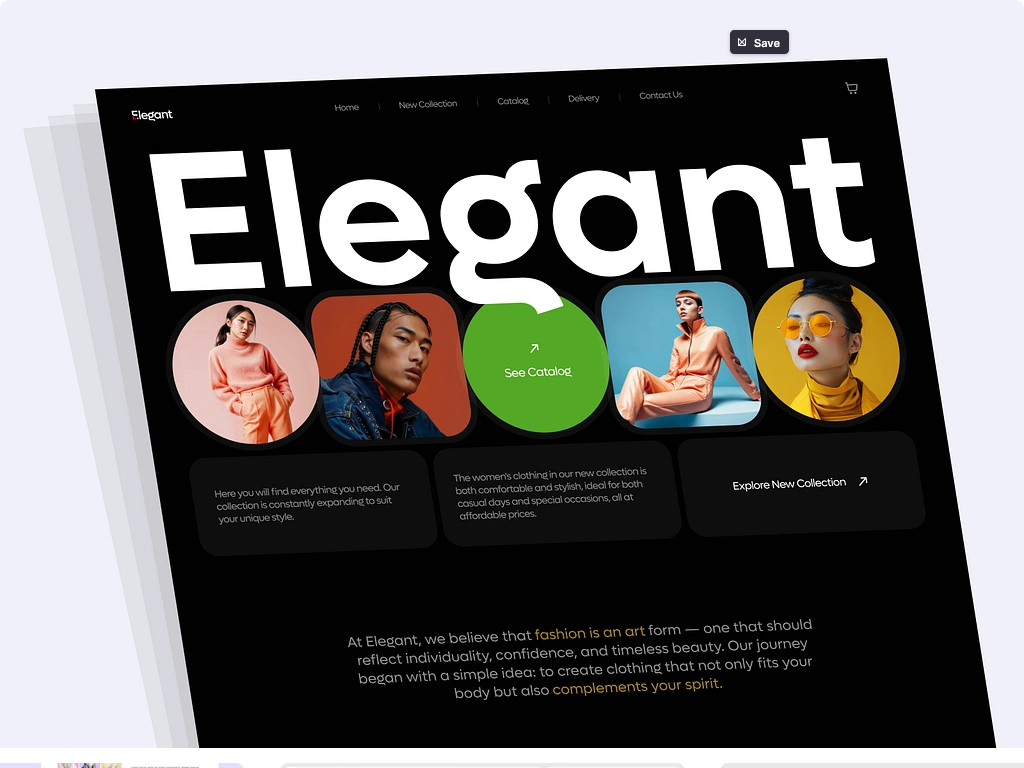 Save
Elegant
Home
New Collection
Catalog
Delivery
Contact Us
Elegant
See Catalog
Here you will find everything you need. Our
collection is constantly expanding to suit
your unique style.
The women's clothing in our new collection is
both comfortable and stylish, ideal for both
casual days and special occasions, all at
affordable prices.
Explore New Collection
At Elegant, we believe that fashion is an art form — one that should
reflect individuality, confidence, and timeless beauty. Our journey
began with a simple idea: to create clothing that not only fits your
body but also complements your spirit.